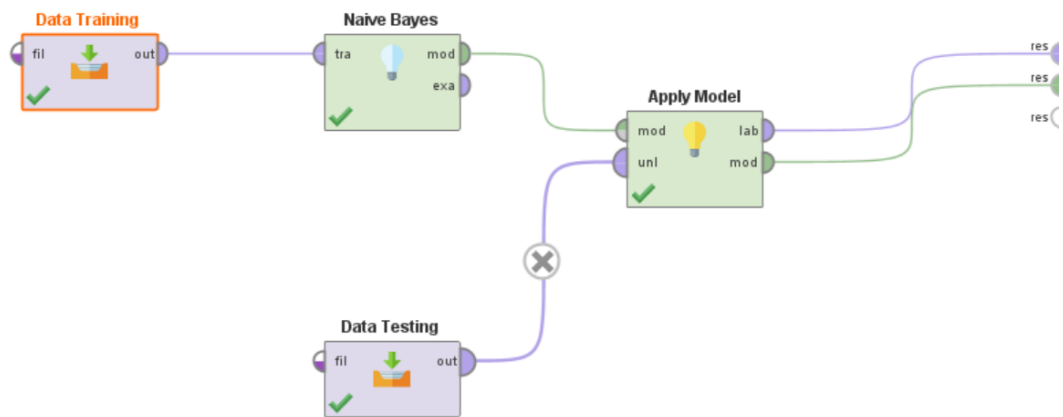 Data Training
fil out
Naive Bayes
tra mod
exa
Apply Model
mod lab
unl mod
res
res
res
Data Testing
fil out